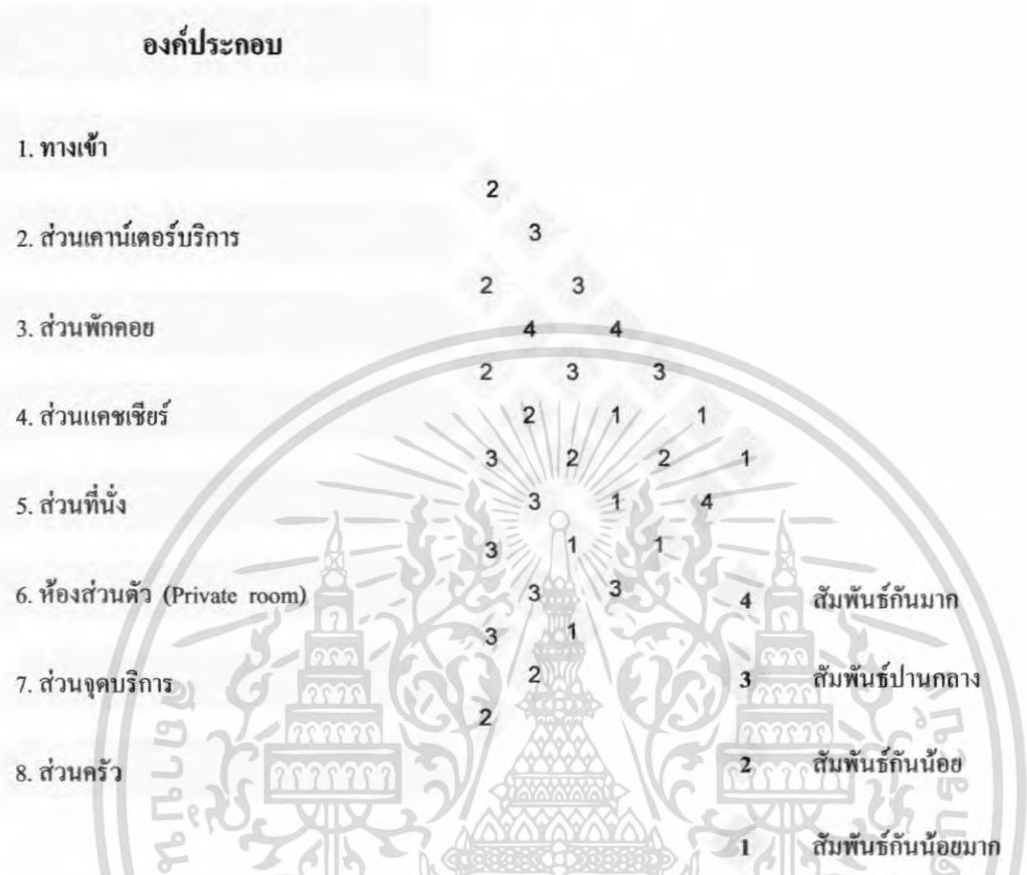 องค์ประกอบ
1. ทางเข้า
2
2. ส่วนเคาน์เตอร์บริการ 3
2 3
3. ส่วนพักคอย 4 4
2 3 3
4. ส่วนแคชเชียร์ 2 1 1
3 2 2 1
5. ส่วนที่นั่ง 3 1 4
3 1 1
6. ห้องส่วนตัว (Private room) 3 3 4 สัมพันธ์กันมาก
3 1
7. ส่วนจุดบริการ 2 3 สัมพันธ์ปานกลาง
2
8. ส่วนครัว 2 สัมพันธ์กันน้อย
1 สัมพันธ์กันน้อยมาก